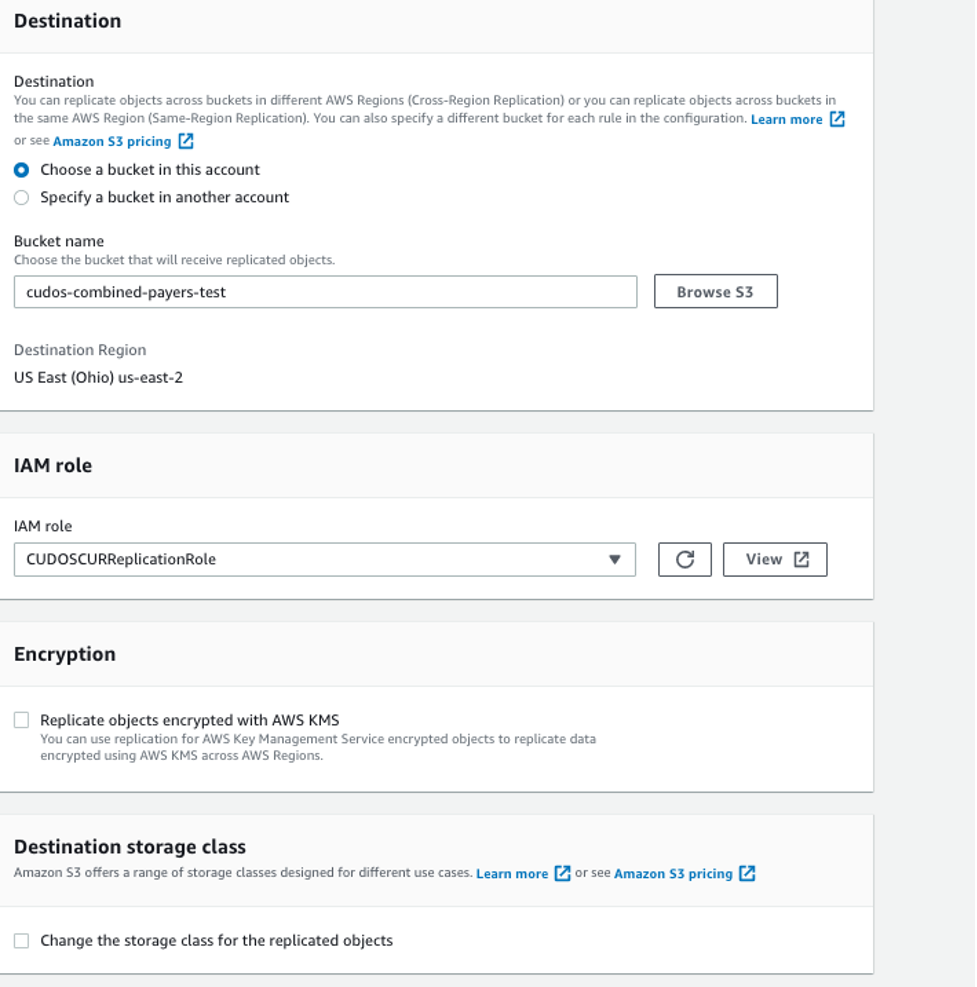 Destination
Destination
You can replicate objects across buckets in different AWS Regions (Cross-Region Replication) or you can replicate objects across buckets in
the same AWS Region (Same-Region Replication). You can also specify a different bucket for each rule in the configuration. Learn more
or see Amazon S3 pricing
Choose a bucket in this account
Specify a bucket in another account
Bucket name
Choose the bucket that will receive replicated objects.
cudos-combined-payers-test
Browse S3
Destination Region
US East (Ohio) us-east-2
IAM role
IAM role
CUDOSCURReplicationRole
View
Encryption
Replicate objects encrypted with AWS KMS
You can use replication for AWS Key Management Service encrypted objects to replicate data
encrypted using AWS KMS across AWS Regions.
Destination storage class
Amazon S3 offers a range of storage classes designed for different use cases. Learn more or see Amazon S3 pricing
Change the storage class for the replicated objects